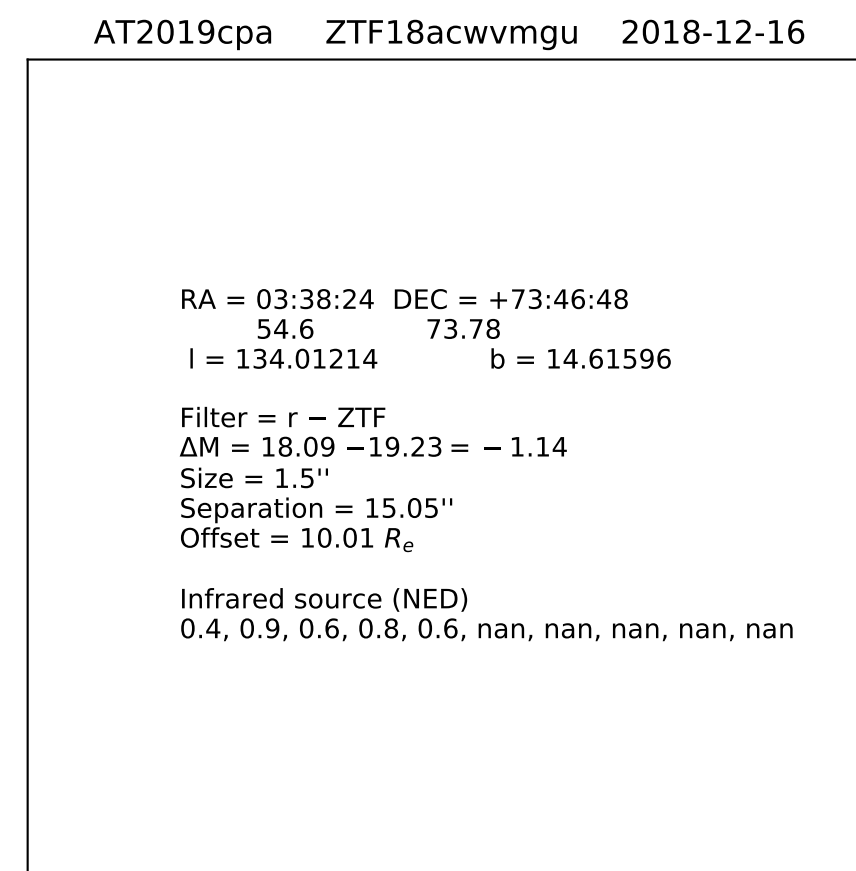 AT2019cpa ZTF18acwvmgu 2018-12-16
RA = 03:38:24 DEC = +73:46:48
54.6 73.78
l = 134.01214 b = 14.61596
Filter = r − ZTF
ΔM = 18.09 −19.23 = − 1.14
Size = 1.5''
Separation = 15.05''
Offset = 10.01 Re
Infrared source (NED)
0.4, 0.9, 0.6, 0.8, 0.6, nan, nan, nan, nan, nan